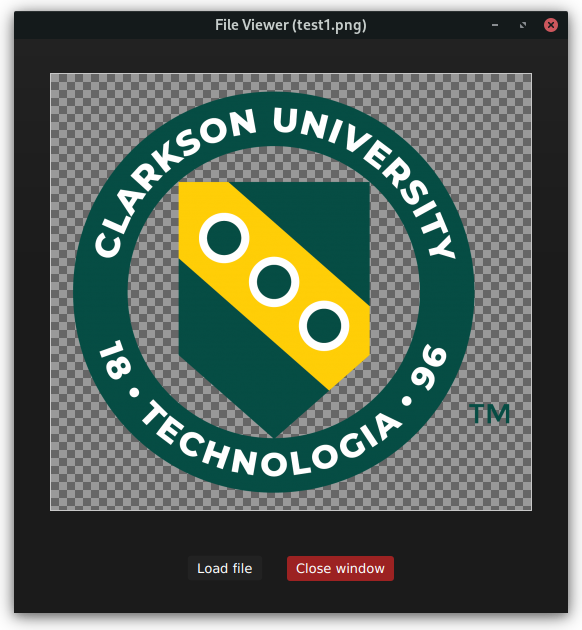 File Viewer (test1.png)
CLARKSON UNIVERSITY
18 • TECHNOLOGIA • 96
TM
Load file
Close window